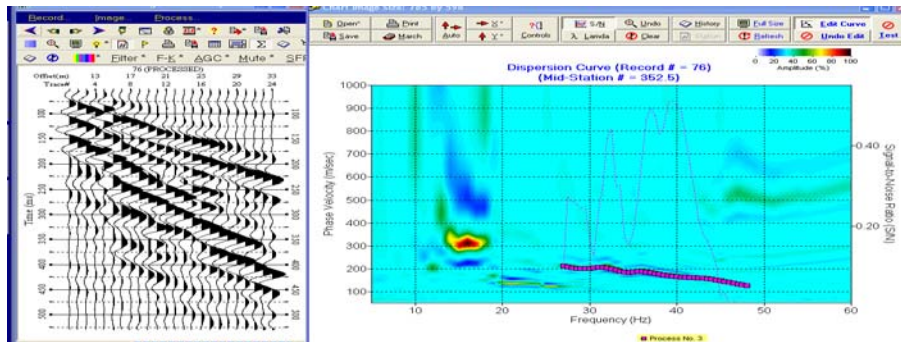 Record... Image... Process...
Filter F-K AGC Mute SFF
76 (PROCESSED)
Offset(m) 13 17 20 25 29 33
Trace# 4 8 12 16 20 24
Time (ms)
Open* Print Auto X* Y* Controls S/N Lamda Undo Clear History Full Size Refresh Edit Curve Undo Edit Test
Save March
Dispersion Curve (Record # = 76)
(Mid-Station # = 352.5)
0 20 40 60 80 100
Amplitude (%)
Phase Velocity (m/sec)
1000
900
800
700
600
500
400
300
200
100
Signal-to-Noise Ratio (S/N)
0.40
0.20
10 20 30 40 50 60
Frequency (Hz)
Process No. 3